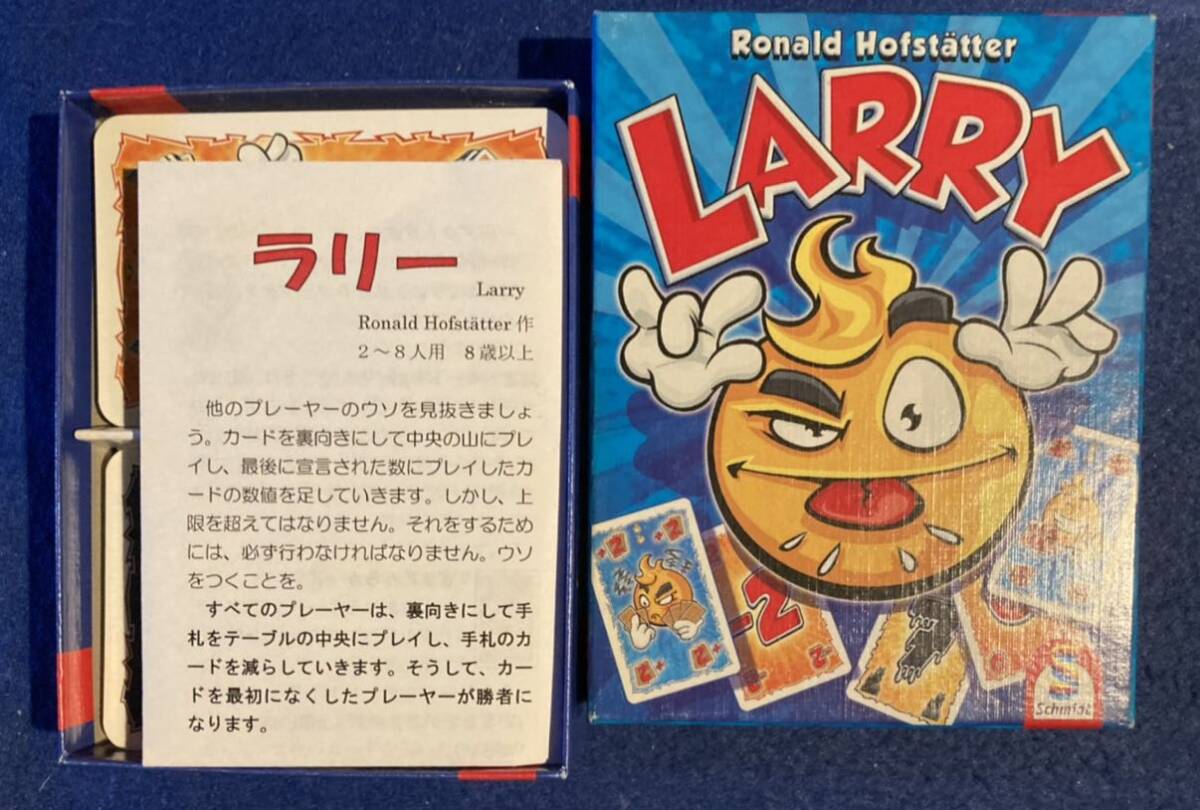 ラリー
Larry
Ronald Hofstätter 作
2～8人用 8歳以上
他のプレーヤーのウソを見抜きましょ
う。カードを裏向きにして中央の山にプレ
イし、最後に宣言された数にプレイしたカ
ードの数値を足していきます。しかし、上
限を超えてはなりません。それをするため
には、必ず行わなければなりません。ウソ
をつくことを。
すべてのプレーヤーは、裏向きにして手
札をテーブルの中央にプレイし、手札のカ
ードを減らしていきます。そうして、カー
ドを最初になくしたプレーヤーが勝者に
なります。
Ronald Hofstätter
LARRY
+2
+2
2+
2+
-2
Schmidt